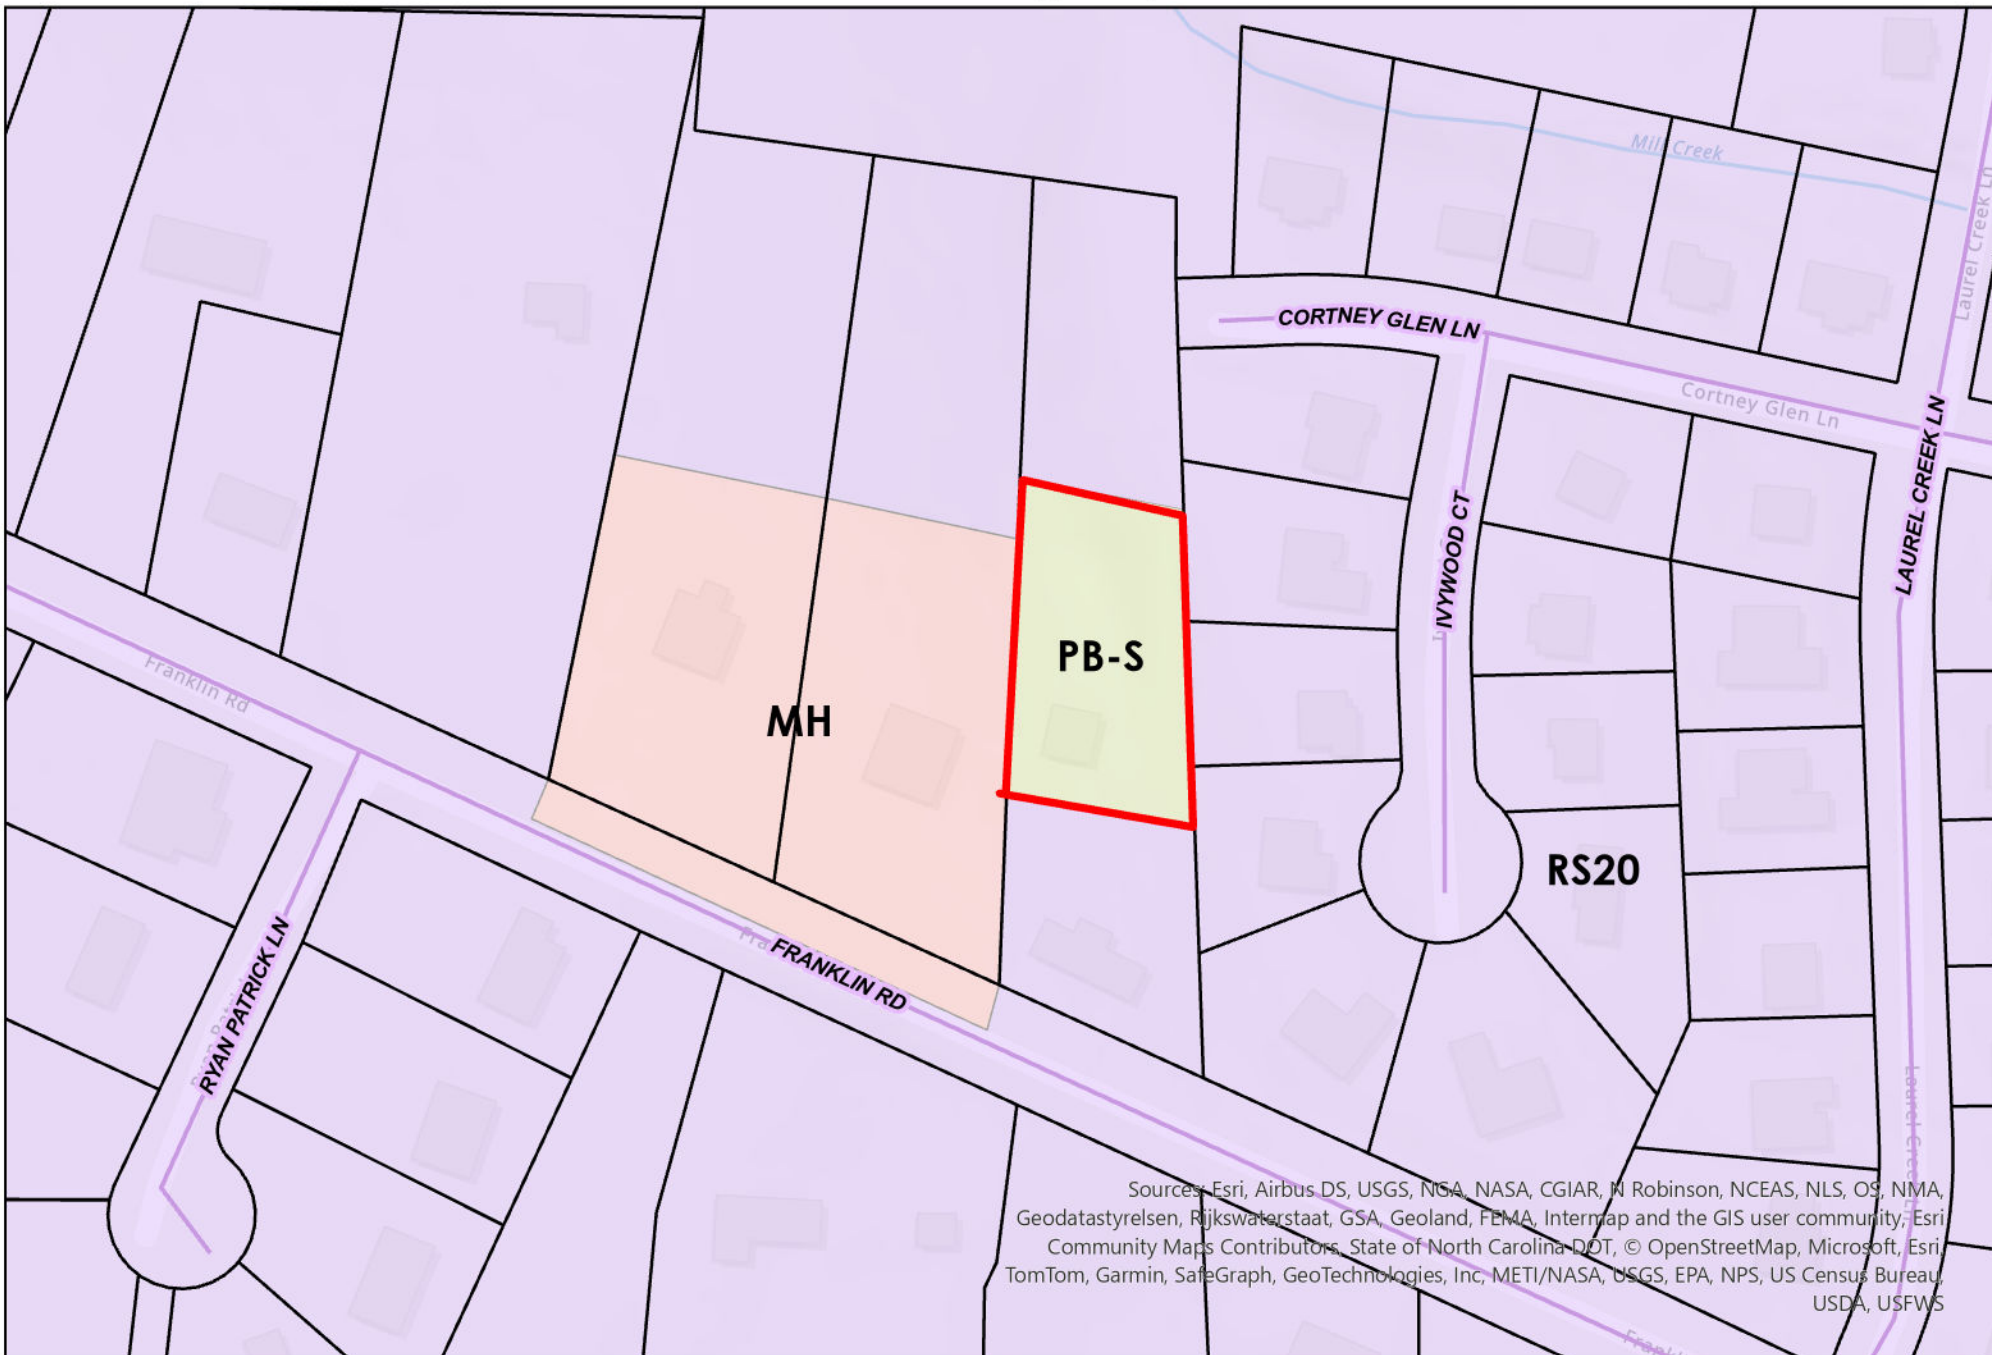 Mill Creek
Laurel Creek Ln
CORTNEY GLEN LN
Cortney Glen Ln
LAUREL CREEK LN
IVYWOOD CT
PB-S
Franklin Rd
MH
RS20
FRANKLIN RD
RYAN PATRICK LN
Laurel Creek Ln
Sources: Esri, Airbus DS, USGS, NGA, NASA, CGIAR, N Robinson, NCEAS, NLS, OS, NMA,
Geodatastyrelsen, Rijkswaterstaat, GSA, Geoland, FEMA, Intermap and the GIS user community, Esri
Community Maps Contributors, State of North Carolina DOT, © OpenStreetMap, Microsoft, Esri,
TomTom, Garmin, SafeGraph, GeoTechnologies, Inc, METI/NASA, USGS, EPA, NPS, US Census Bureau,
USDA, USFWS